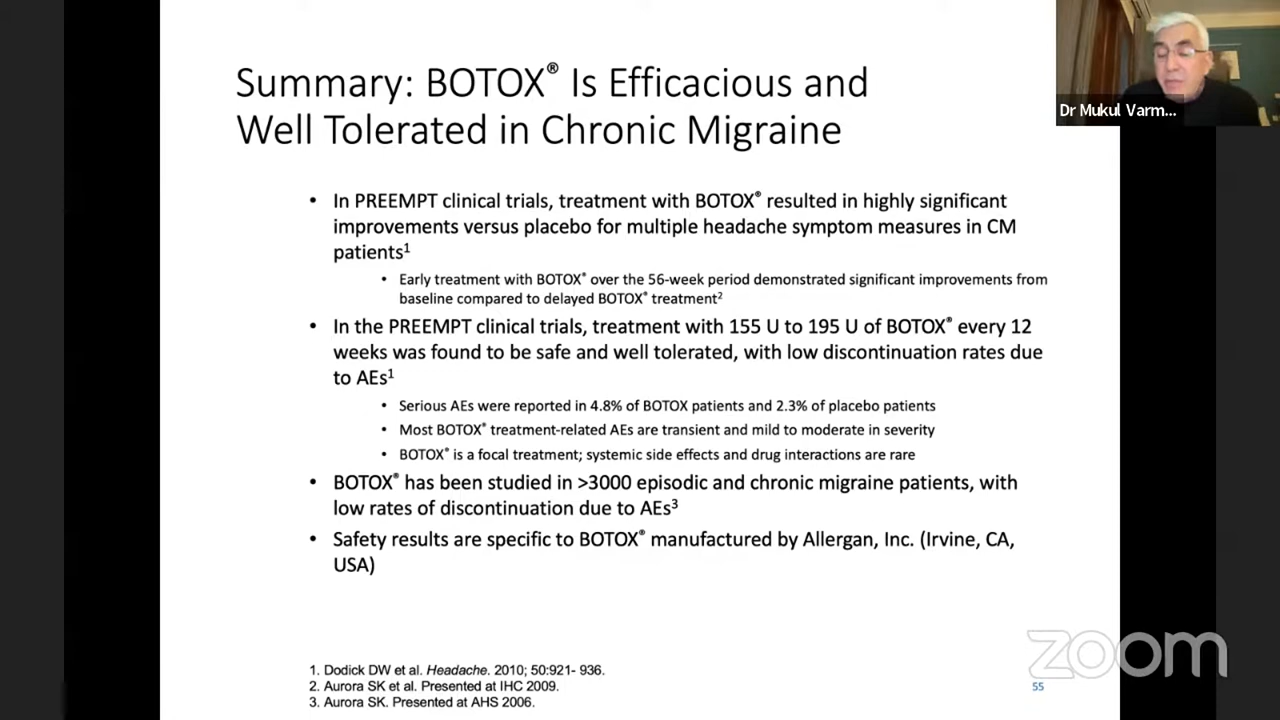 Summary: BOTOX® Is Efficacious and
Well Tolerated in Chronic Migraine
Dr Mukul Varm...
• In PREEMPT clinical trials, treatment with BOTOX® resulted in highly significant
improvements versus placebo for multiple headache symptom measures in CM
patients¹
• Early treatment with BOTOX® over the 56-week period demonstrated significant improvements from
baseline compared to delayed BOTOX® treatment²
• In the PREEMPT clinical trials, treatment with 155 U to 195 U of BOTOX® every 12
weeks was found to be safe and well tolerated, with low discontinuation rates due
to AEs¹
• Serious AEs were reported in 4.8% of BOTOX patients and 2.3% of placebo patients
• Most BOTOX® treatment-related AEs are transient and mild to moderate in severity
• BOTOX® is a focal treatment; systemic side effects and drug interactions are rare
• BOTOX® has been studied in >3000 episodic and chronic migraine patients, with
low rates of discontinuation due to AEs³
• Safety results are specific to BOTOX® manufactured by Allergan, Inc. (Irvine, CA,
USA)
1. Dodick DW et al. Headache. 2010; 50:921- 936.
2. Aurora SK et al. Presented at IHC 2009.
3. Aurora SK. Presented at AHS 2006.
zoom
55